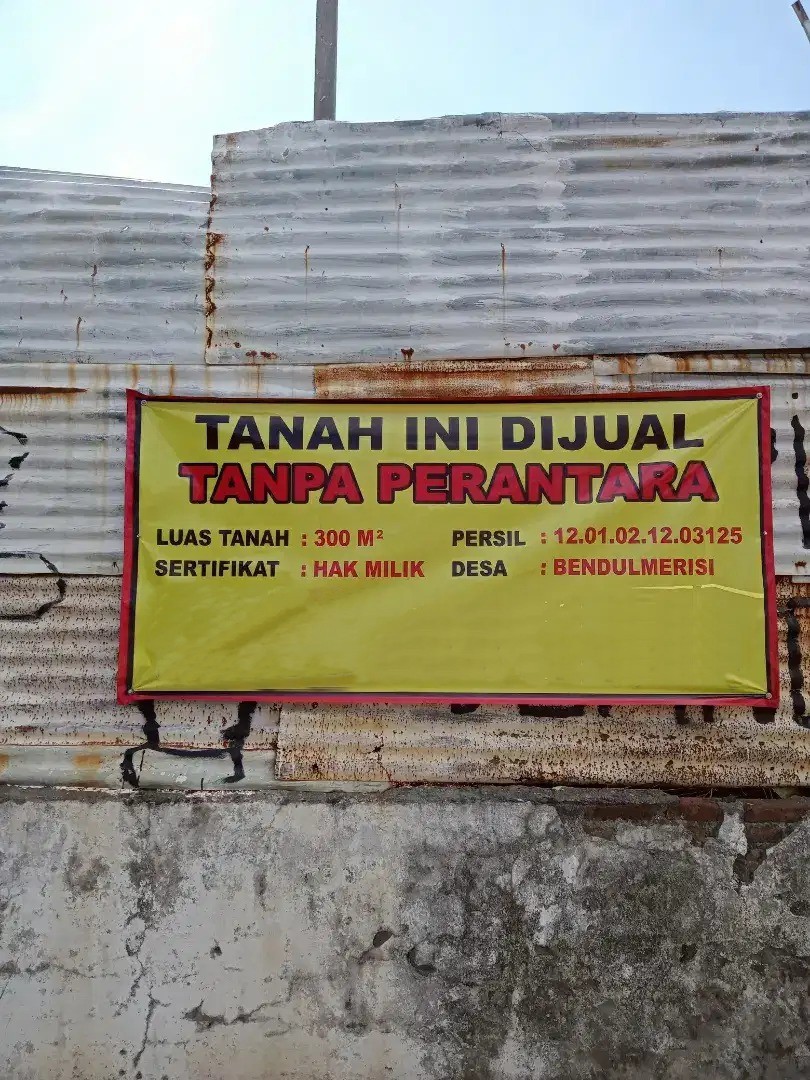 TANAH INI DIJUAL
TANPA PERANTARA
LUAS TANAH : 300 M² PERSIL : 12.01.02.12.03125
SERTIFIKAT : HAK MILIK DESA : BENDULMERISI